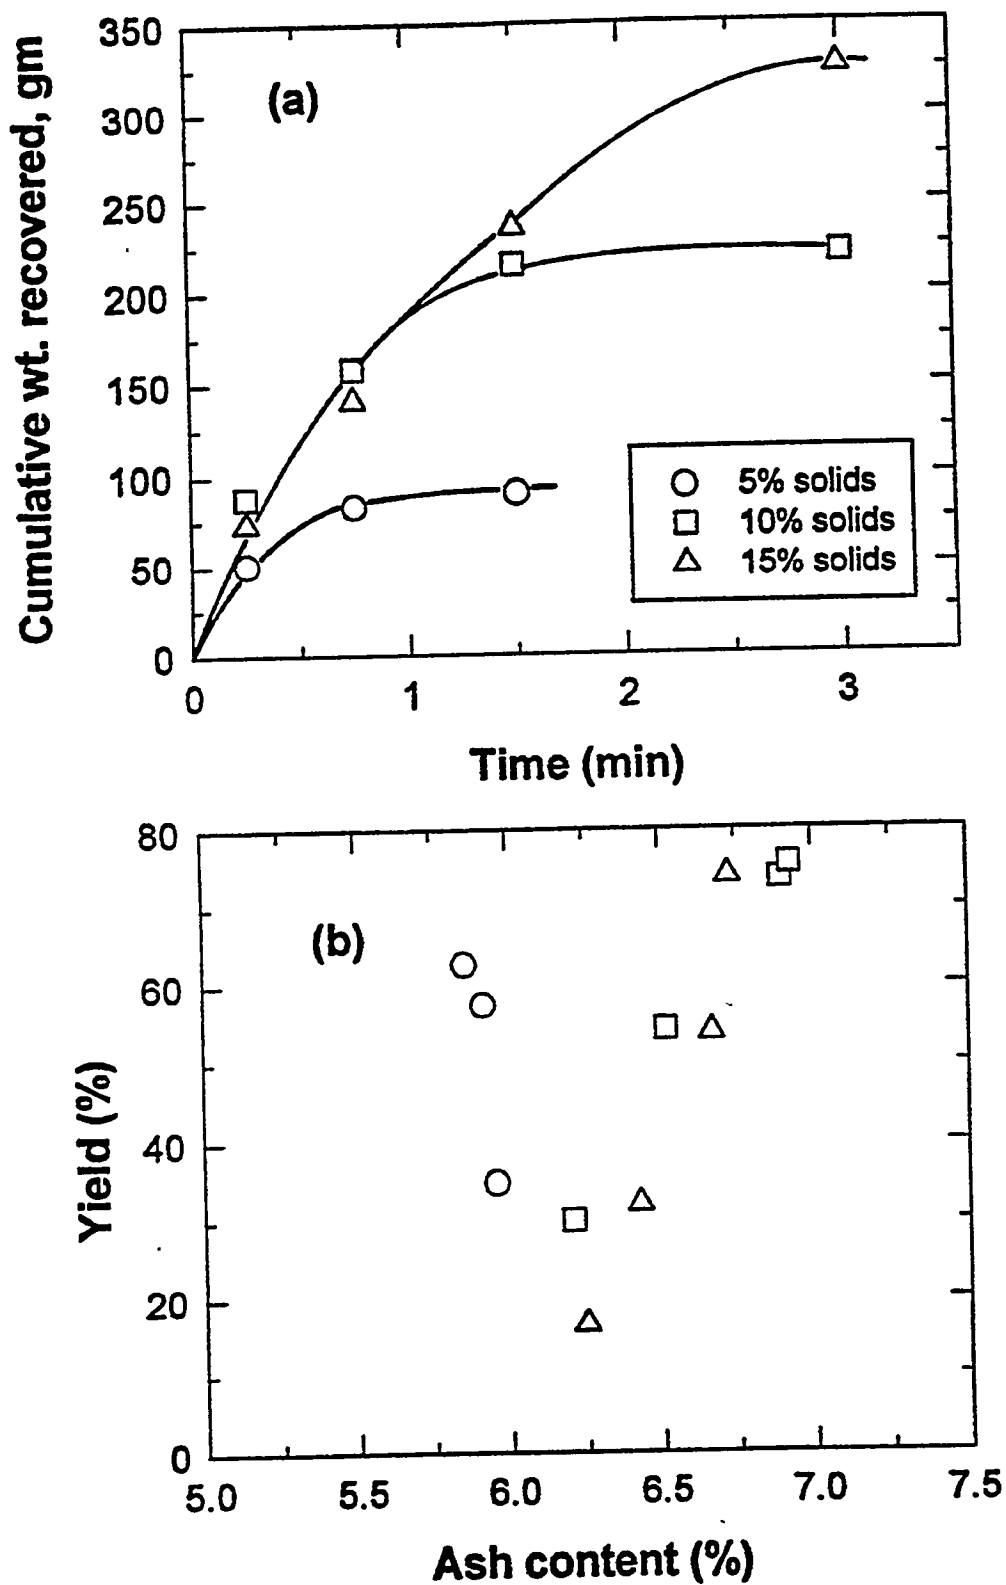 Cumulative wt. recovered, gm
350
300
250
200
150
100
50
0
(a)
5% solids
10% solids
15% solids
0 1 2 3
Time (min)
Yield (%)
80
60
40
20
0
(b)
5.0 5.5 6.0 6.5 7.0 7.5
Ash content (%)